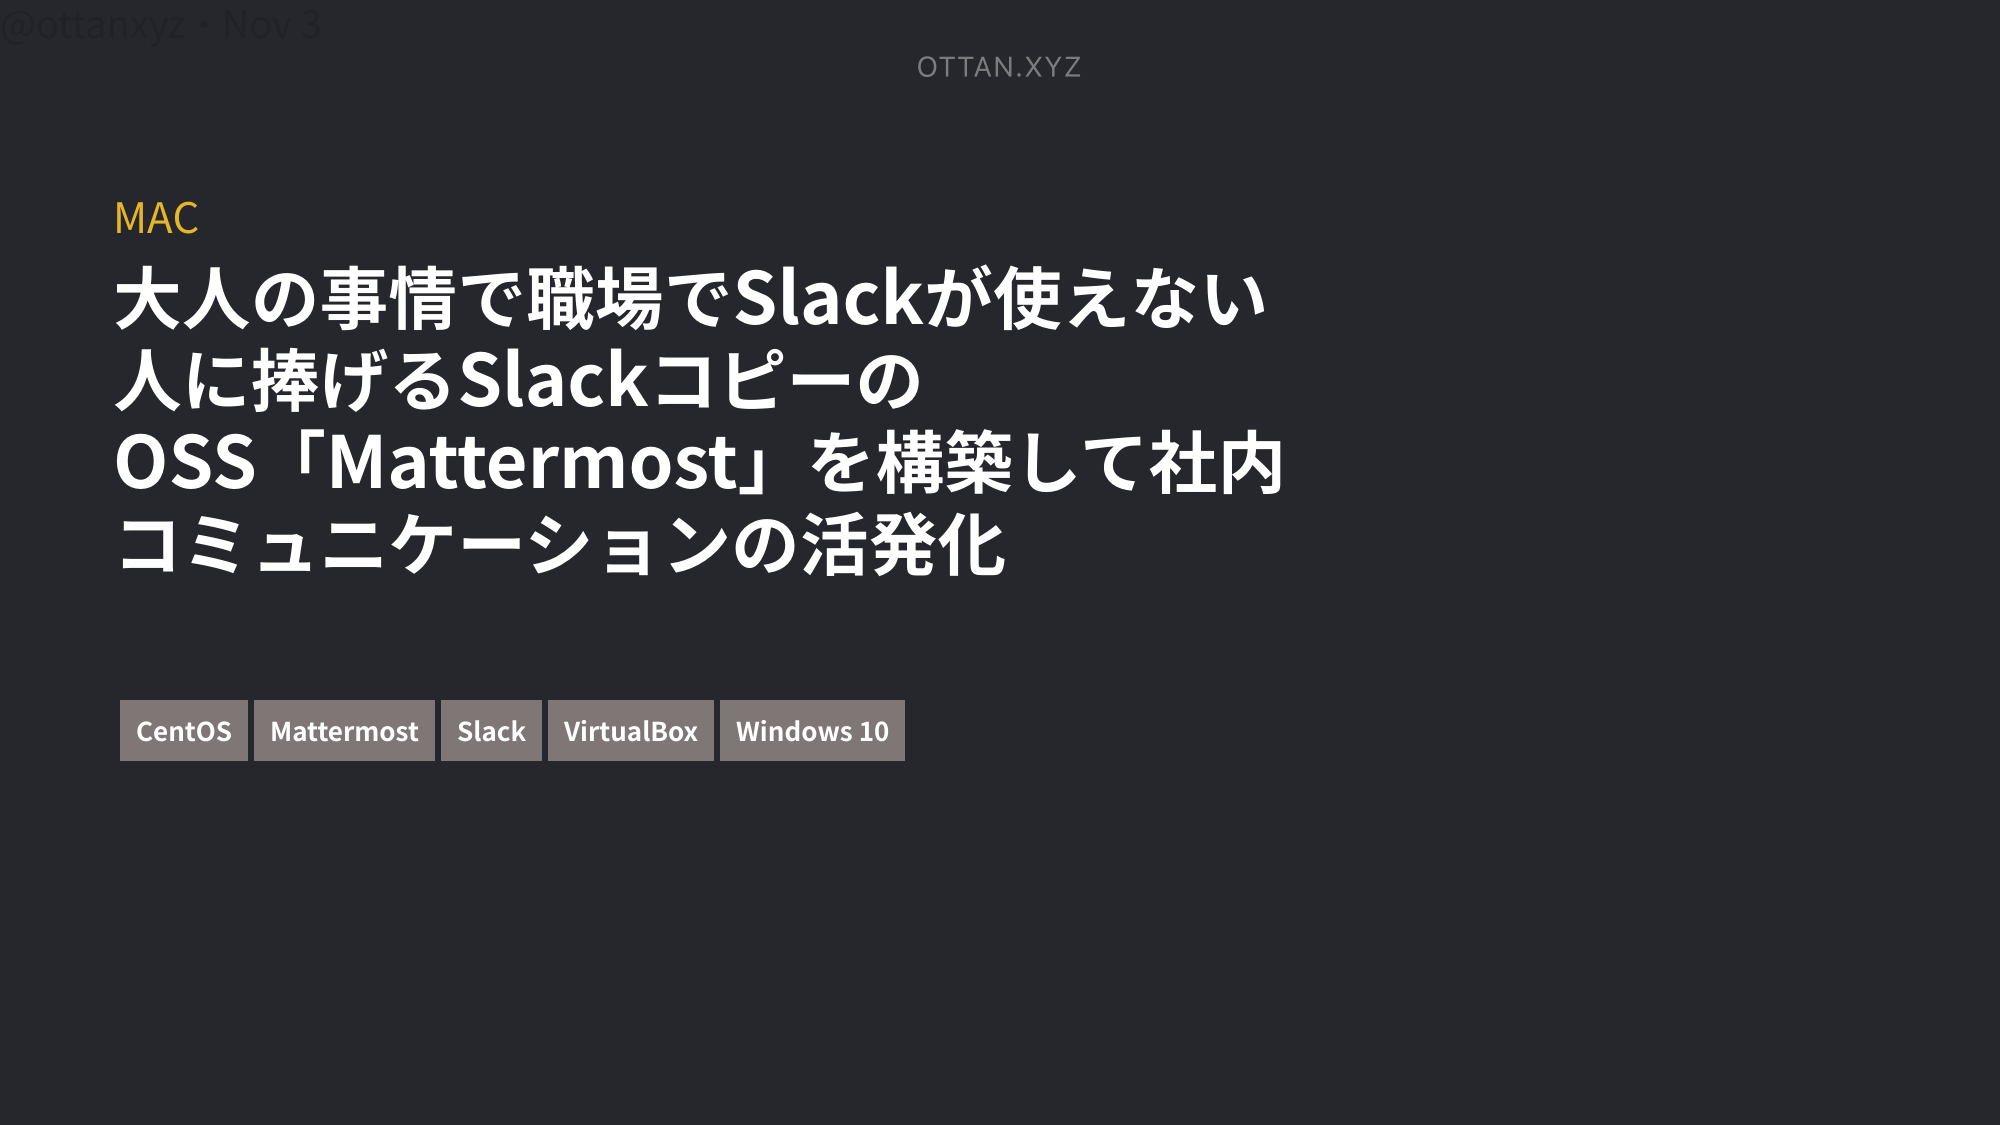 @ottanxyz・Nov 3
OTTAN.XYZ
MAC
大人の事情で職場でSlackが使えない
人に捧げるSlackコピーの
OSS「Mattermost」を構築して社内
コミュニケーションの活発化
CentOS Mattermost Slack VirtualBox Windows 10